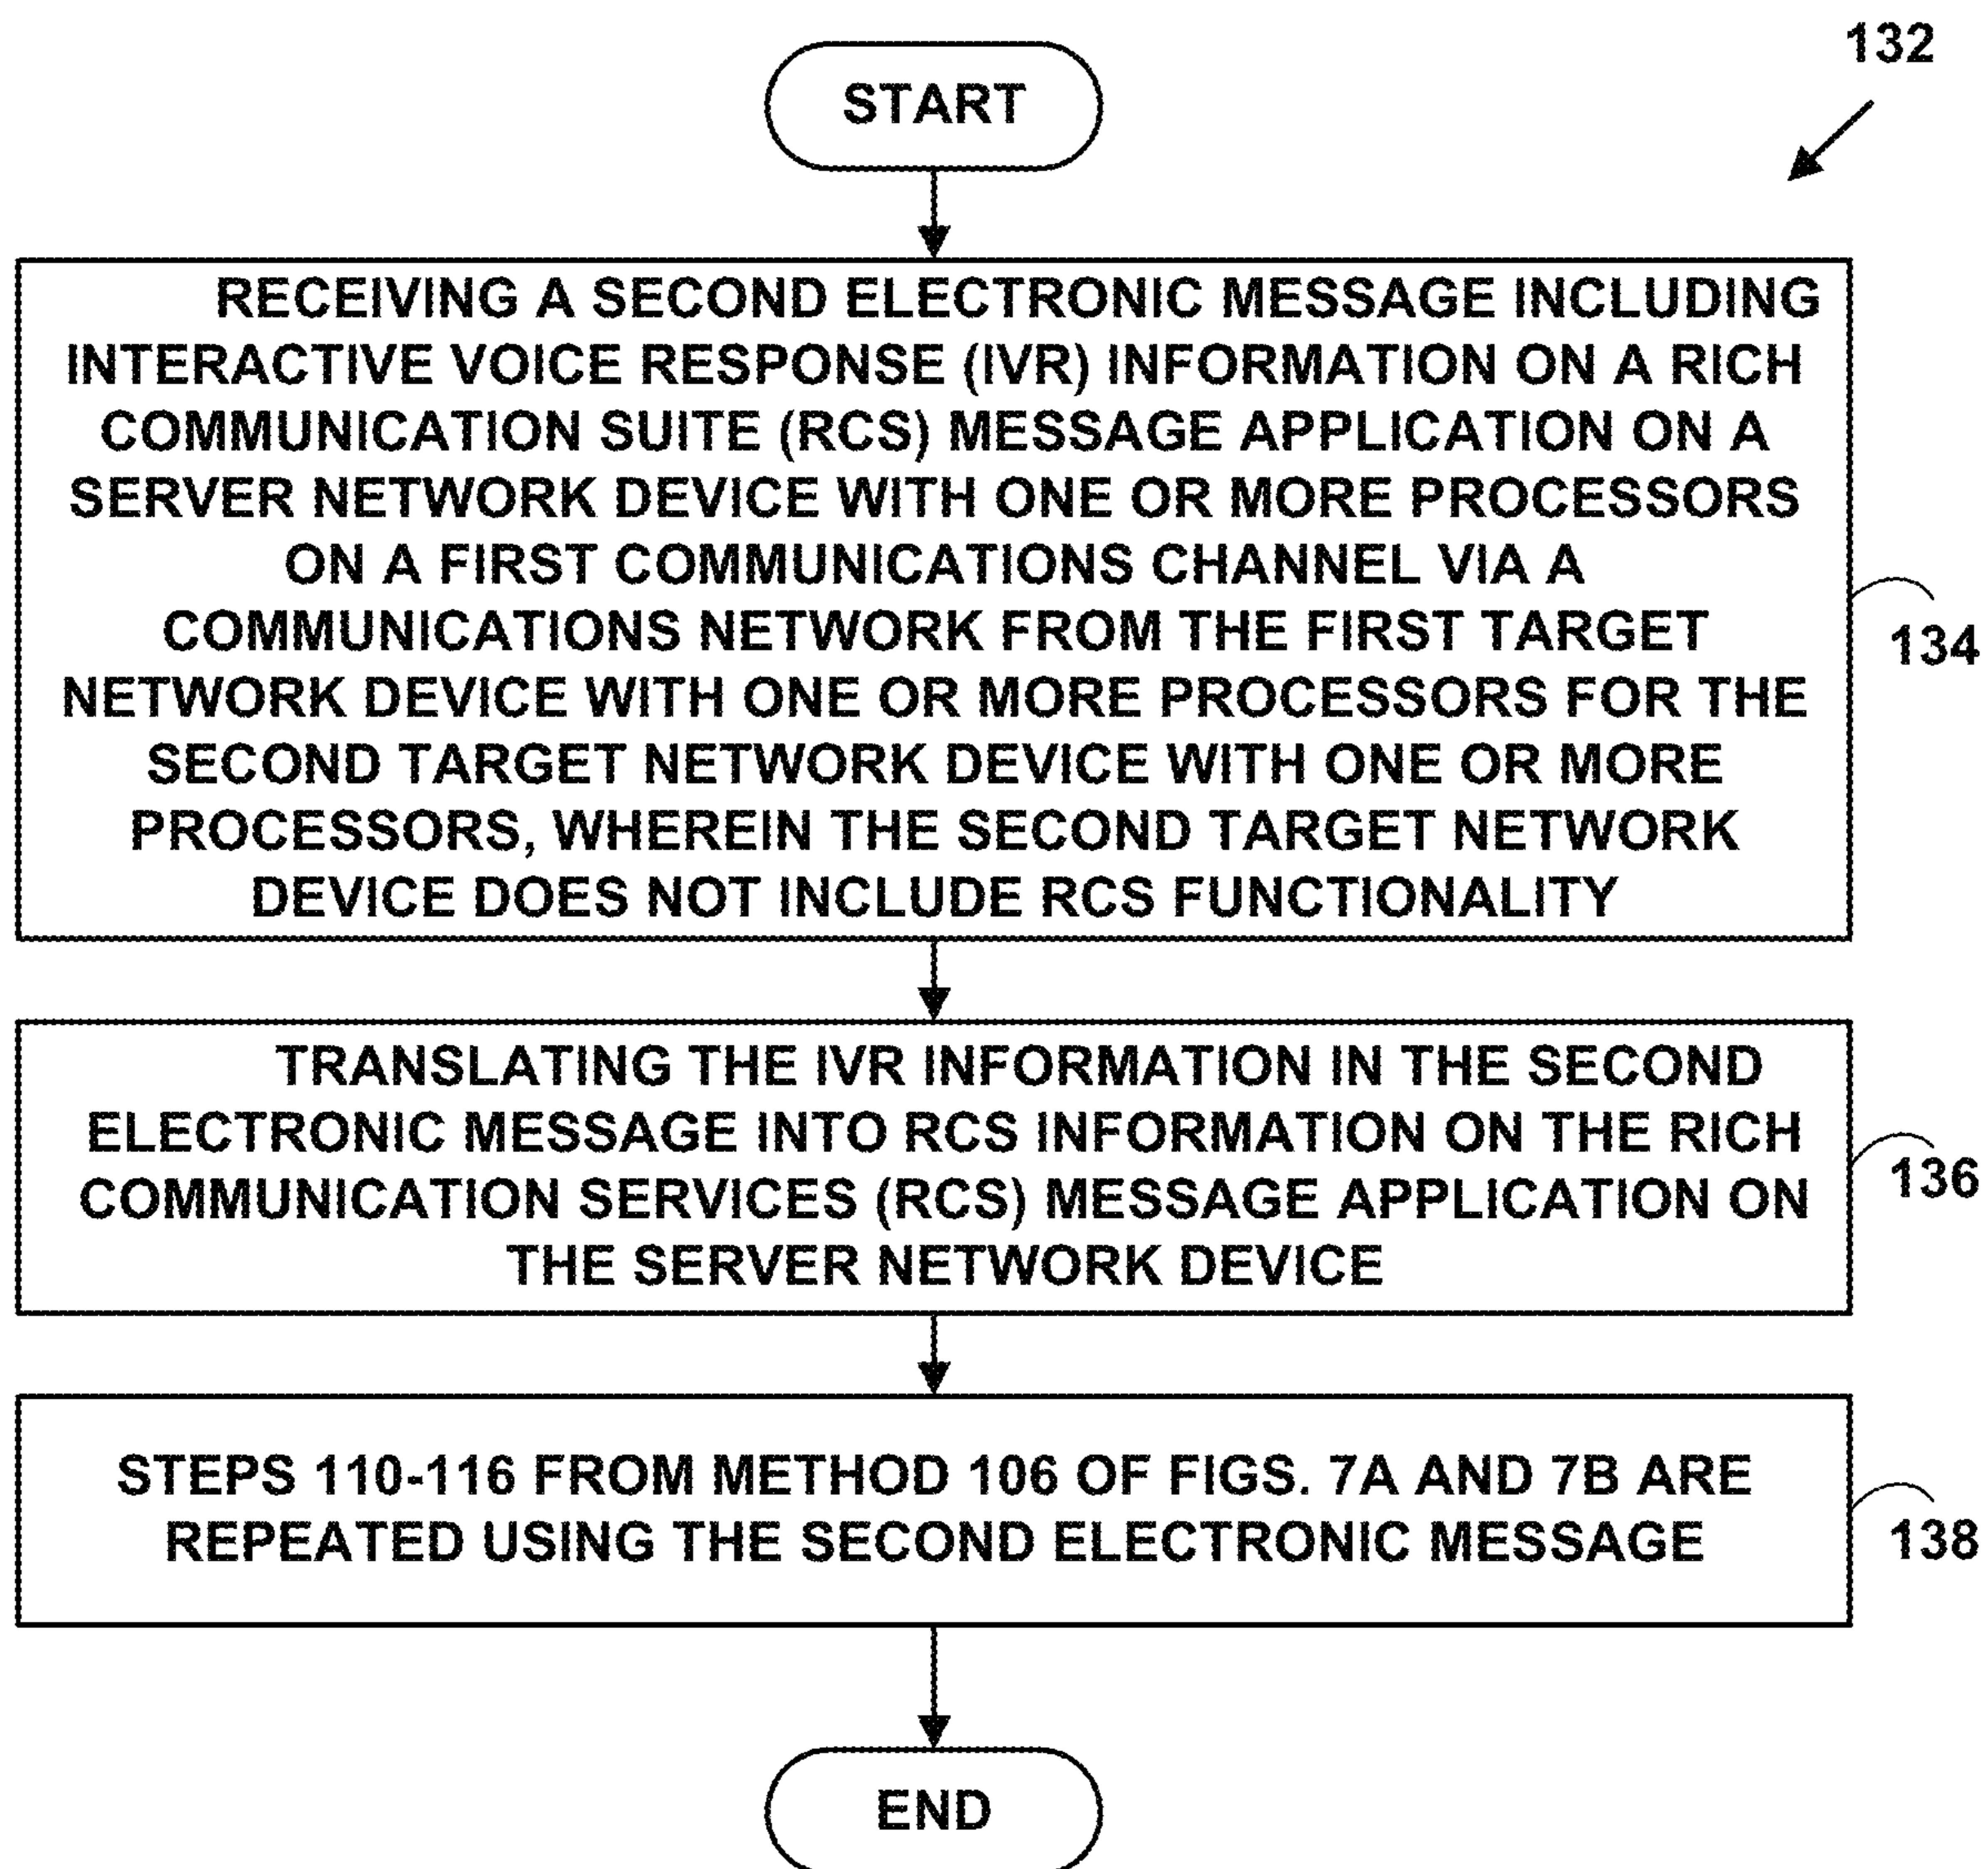 132
START
RECEIVING A SECOND ELECTRONIC MESSAGE INCLUDING
INTERACTIVE VOICE RESPONSE (IVR) INFORMATION ON A RICH
COMMUNICATION SUITE (RCS) MESSAGE APPLICATION ON A
SERVER NETWORK DEVICE WITH ONE OR MORE PROCESSORS
ON A FIRST COMMUNICATIONS CHANNEL VIA A
COMMUNICATIONS NETWORK FROM THE FIRST TARGET
NETWORK DEVICE WITH ONE OR MORE PROCESSORS FOR THE
SECOND TARGET NETWORK DEVICE WITH ONE OR MORE
PROCESSORS, WHEREIN THE SECOND TARGET NETWORK
DEVICE DOES NOT INCLUDE RCS FUNCTIONALITY
134
TRANSLATING THE IVR INFORMATION IN THE SECOND
ELECTRONIC MESSAGE INTO RCS INFORMATION ON THE RICH
COMMUNICATION SERVICES (RCS) MESSAGE APPLICATION ON
THE SERVER NETWORK DEVICE
136
STEPS 110-116 FROM METHOD 106 OF FIGS. 7A AND 7B ARE
REPEATED USING THE SECOND ELECTRONIC MESSAGE
138
END